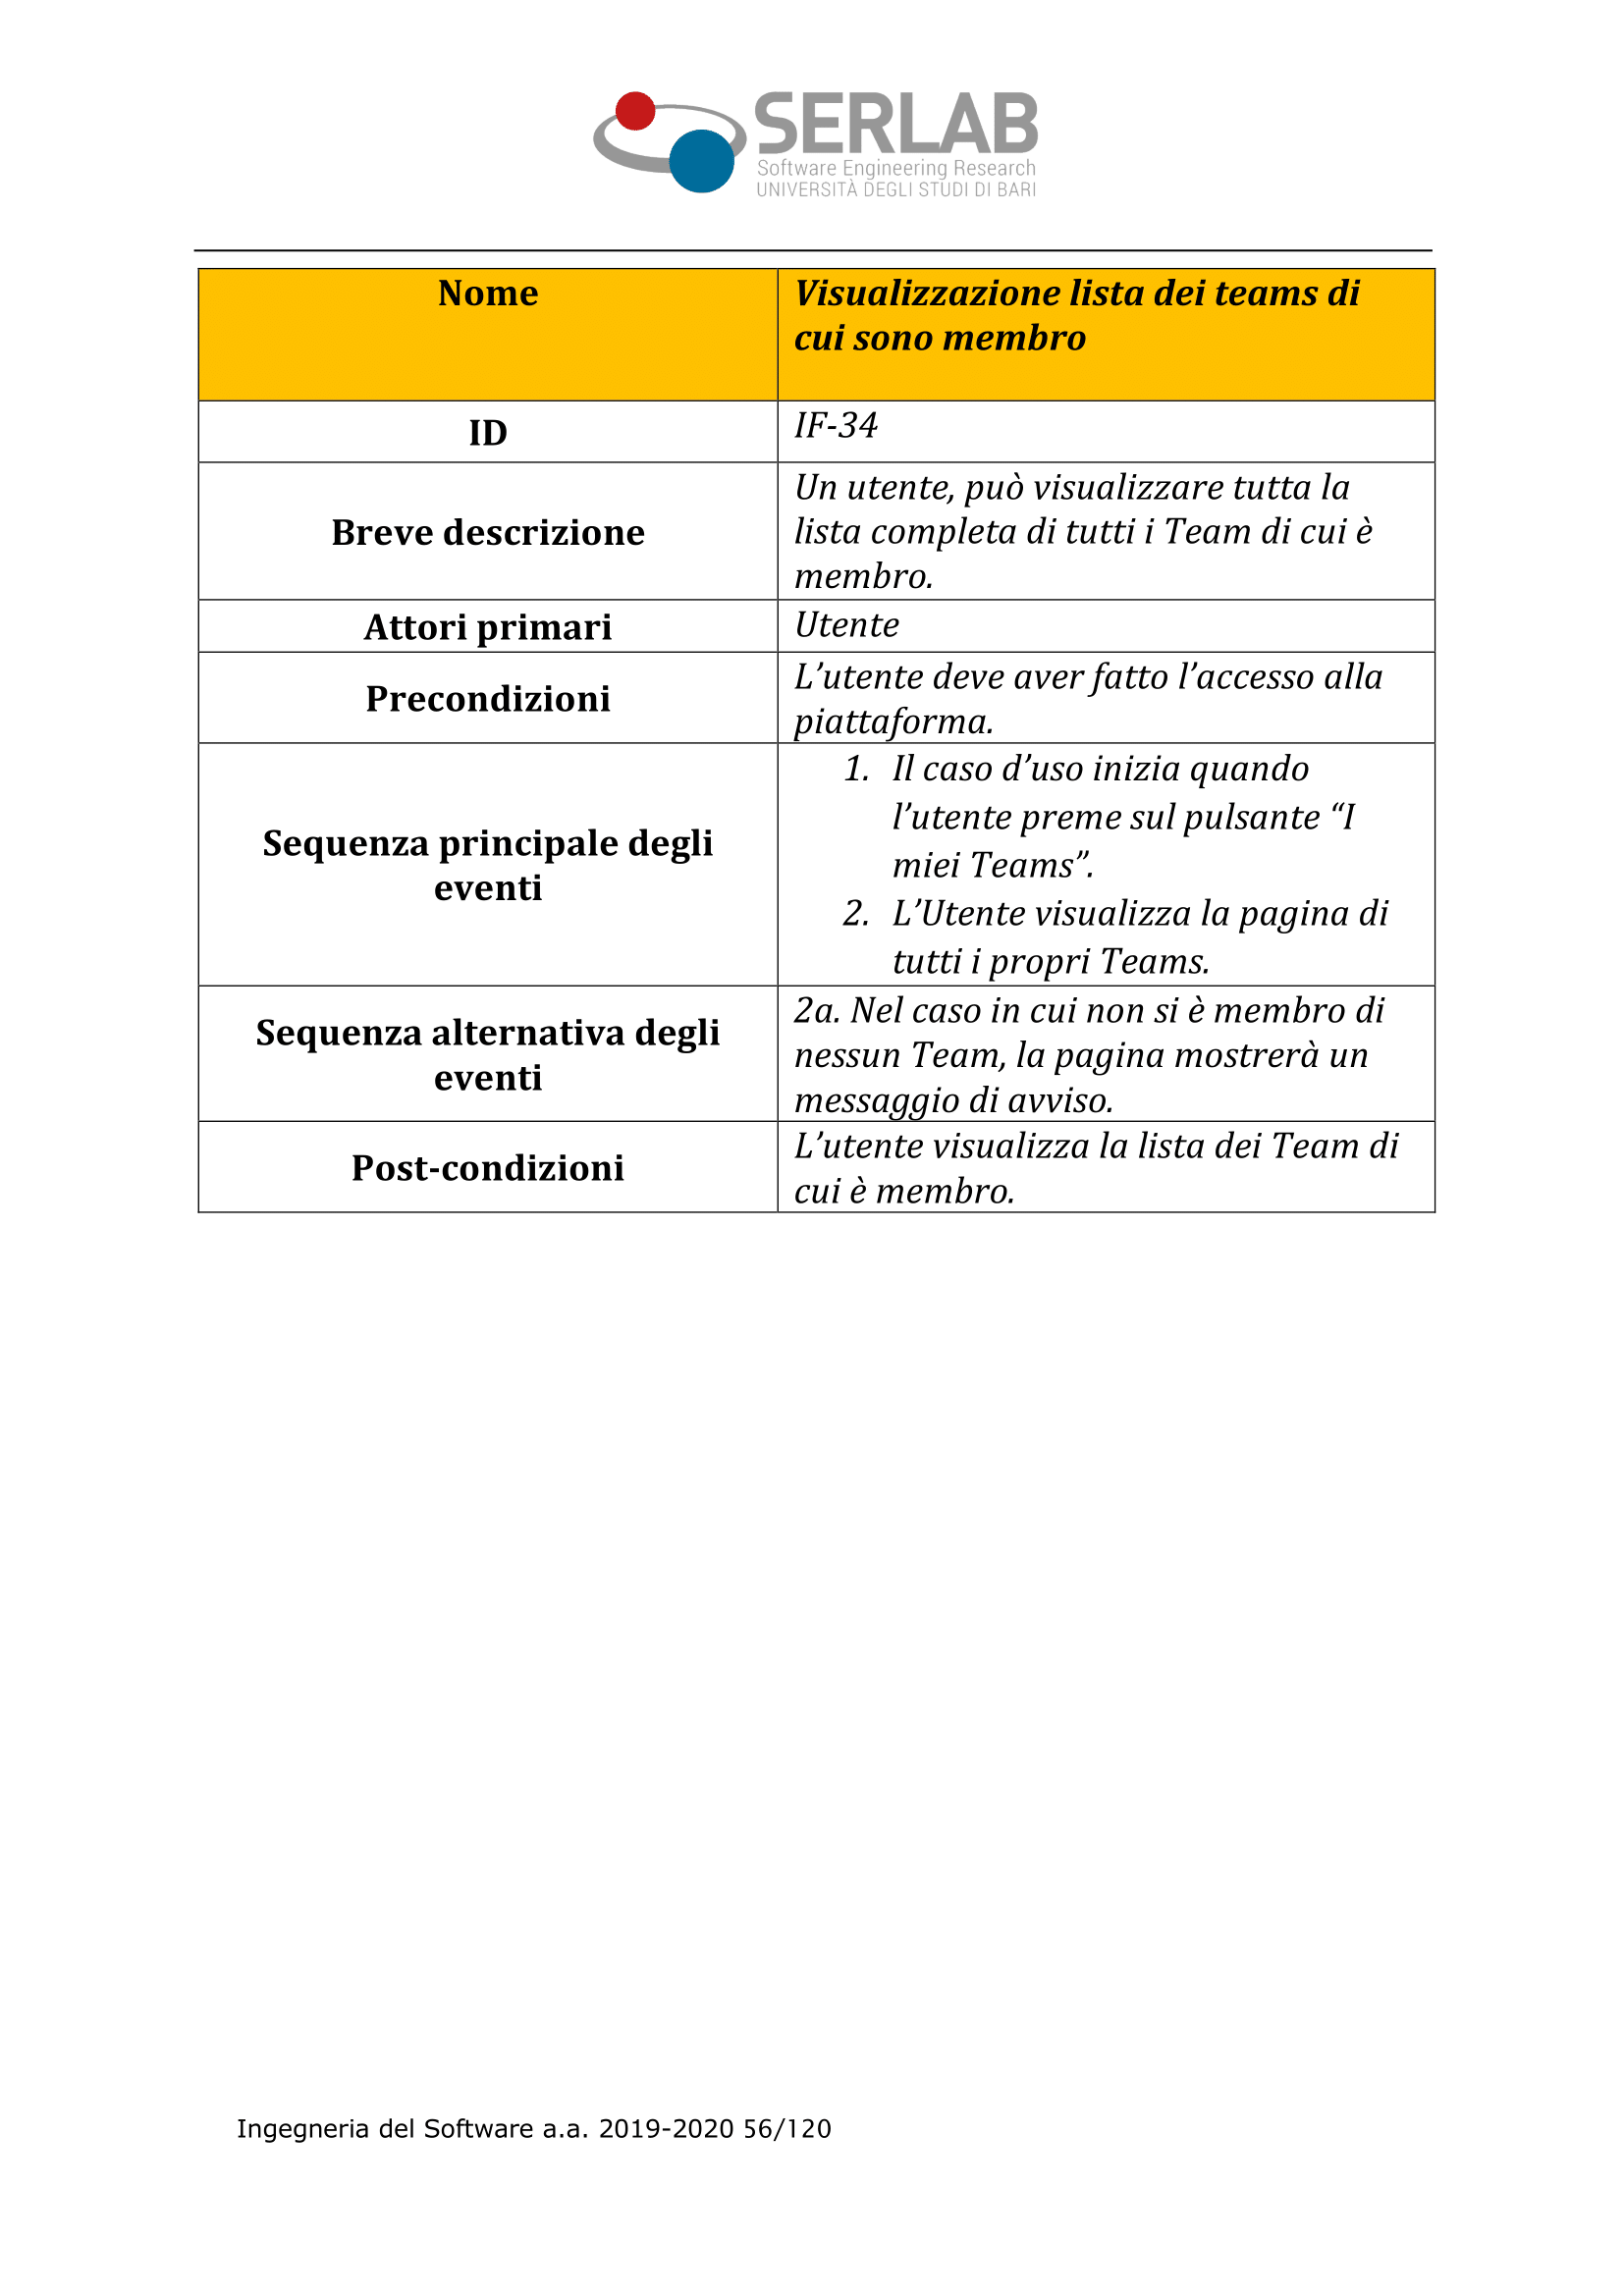 SERLAB
Software Engineering Research
UNIVERSITÀ DEGLI STUDI DI BARI
Nome
Visualizzazione lista dei teams di
cui sono membro
ID
IF-34
Breve descrizione
Un utente, può visualizzare tutta la
lista completa di tutti i Team di cui è
membro.
Attori primari
Utente
Precondizioni
L’utente deve aver fatto l’accesso alla
piattaforma.
Sequenza principale degli
eventi
1. Il caso d’uso inizia quando
l’utente preme sul pulsante “I
miei Teams”.
2. L’Utente visualizza la pagina di
tutti i propri Teams.
Sequenza alternativa degli
eventi
2a. Nel caso in cui non si è membro di
nessun Team, la pagina mostrerà un
messaggio di avviso.
Post-condizioni
L’utente visualizza la lista dei Team di
cui è membro.
Ingegneria del Software a.a. 2019-2020 56/120